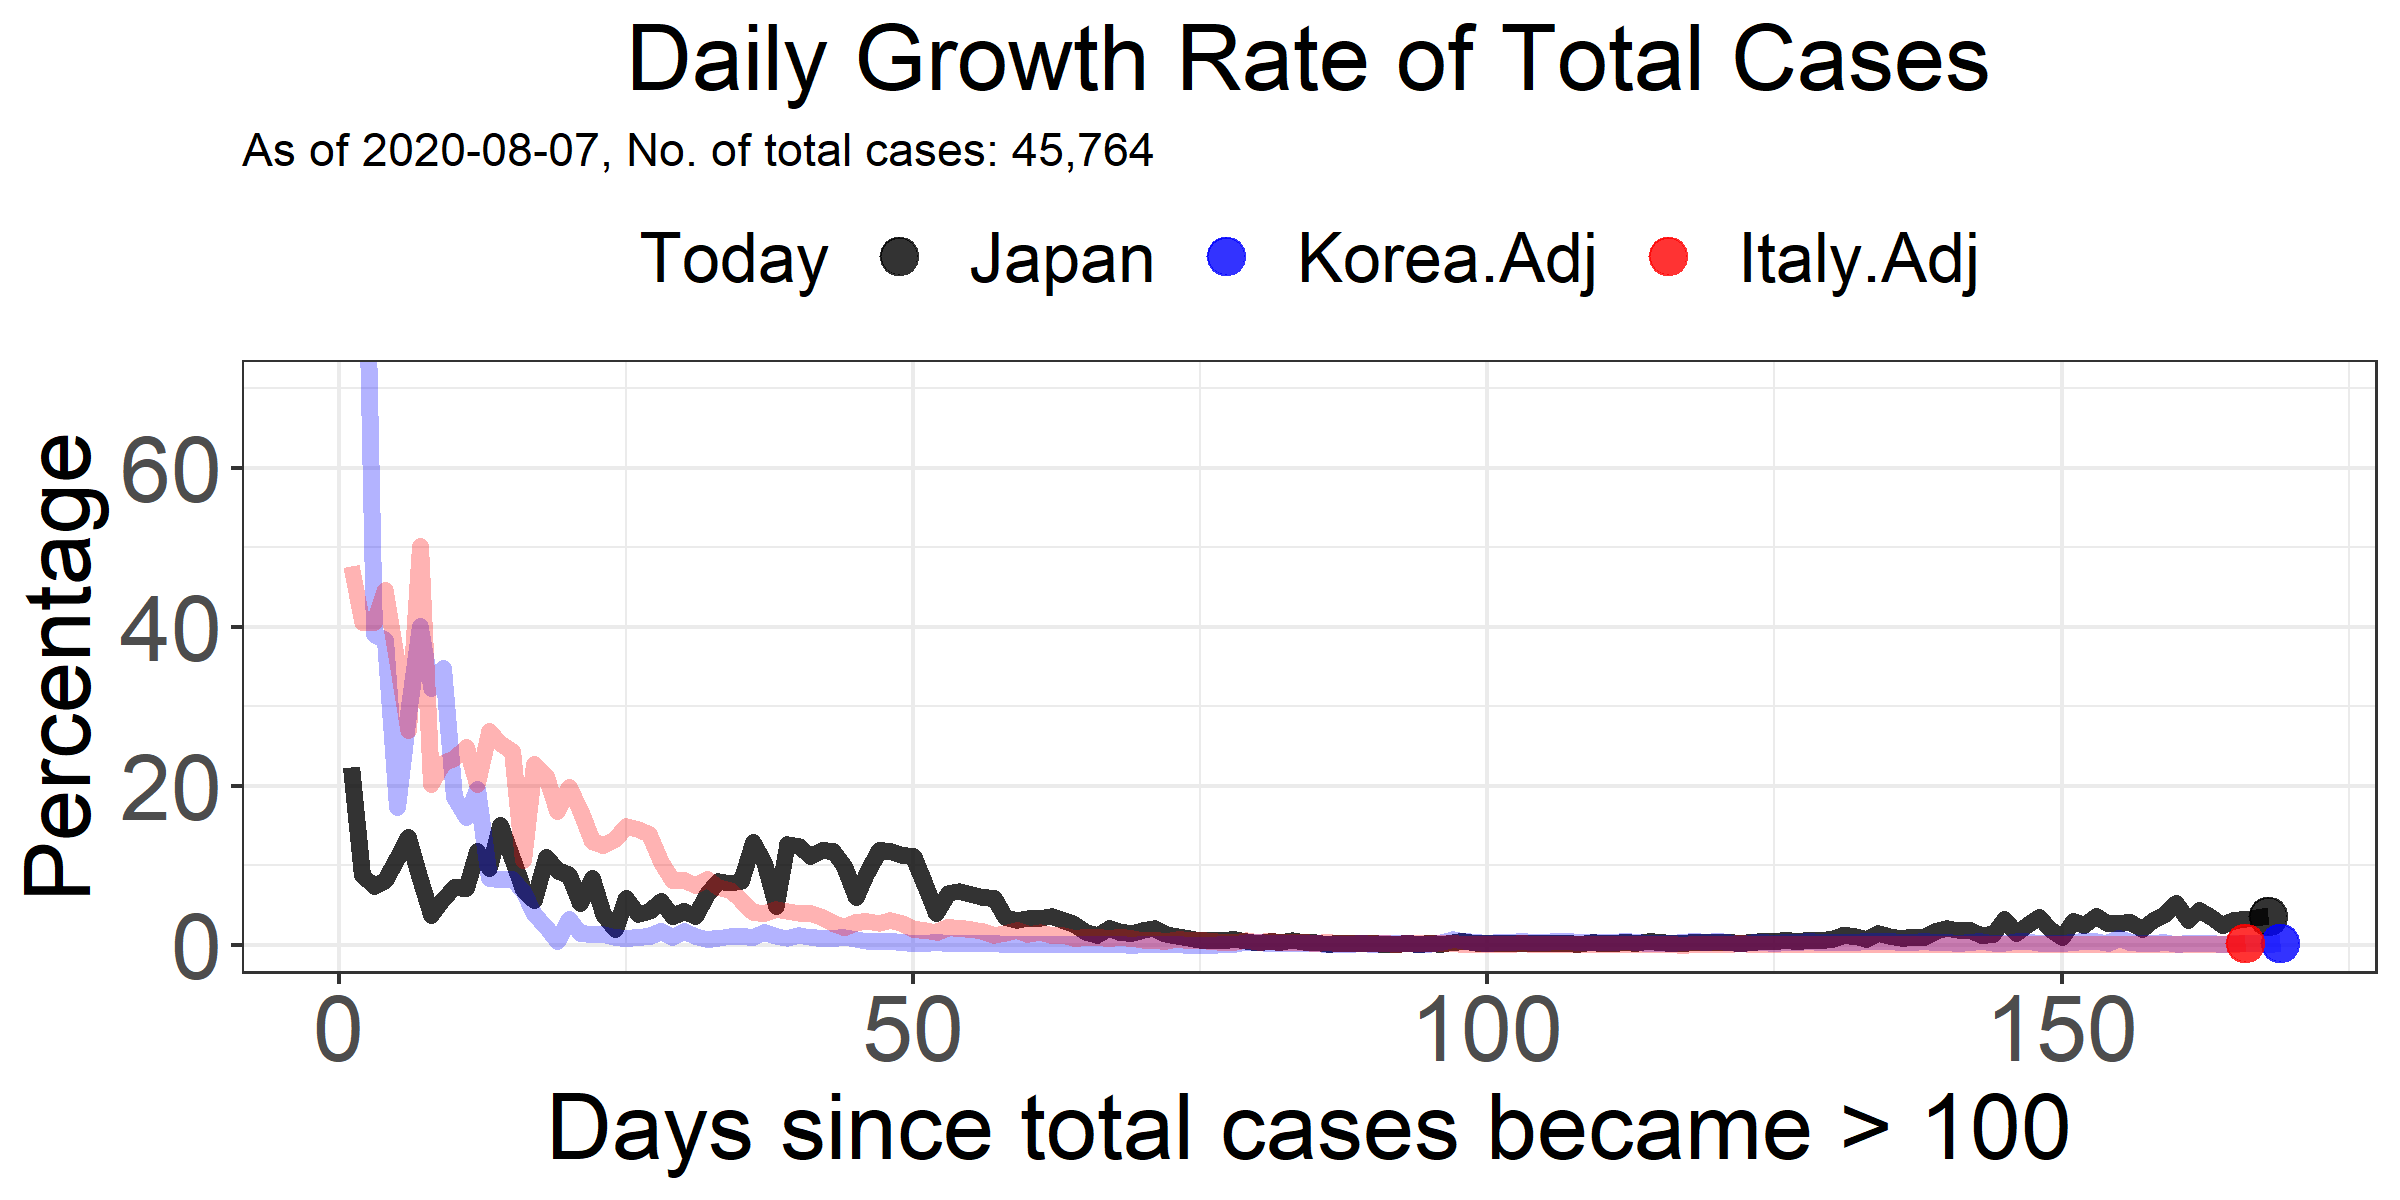 Daily Growth Rate of Total Cases
As of 2020-08-07, No. of total cases: 45,764
Today Japan Korea.Adj Italy.Adj
Percentage
60
40
20
0
0 50 100 150
Days since total cases became > 100